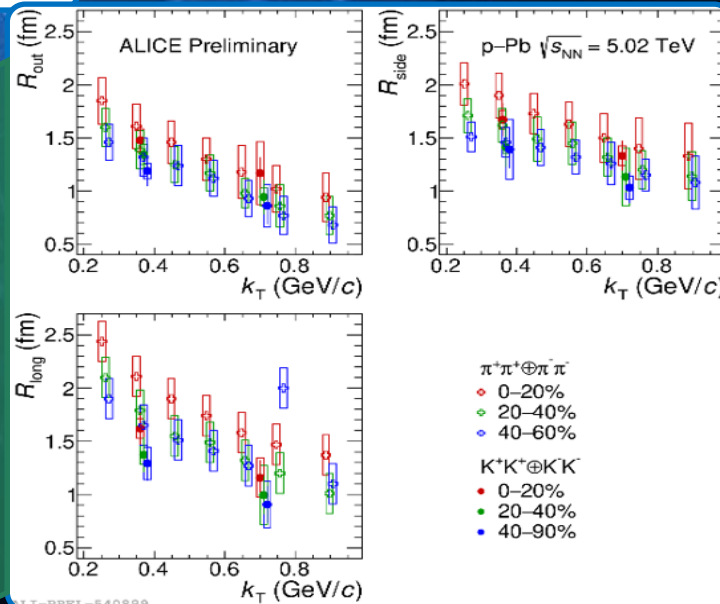 R_out (fm)
2.5
2
1.5
1
0.5
ALICE Preliminary
0.2 0.4 0.6 0.8
k_T (GeV/c)
R_side (fm)
2.5
2
1.5
1
0.5
p–Pb √s_NN = 5.02 TeV
0.2 0.4 0.6 0.8
k_T (GeV/c)
R_long (fm)
2.5
2
1.5
1
0.5
0.2 0.4 0.6 0.8
k_T (GeV/c)
π⁺π⁺⊕π⁻π⁻
0–20%
20–40%
40–60%
K⁺K⁺⊕K⁻K⁻
0–20%
20–40%
40–90%